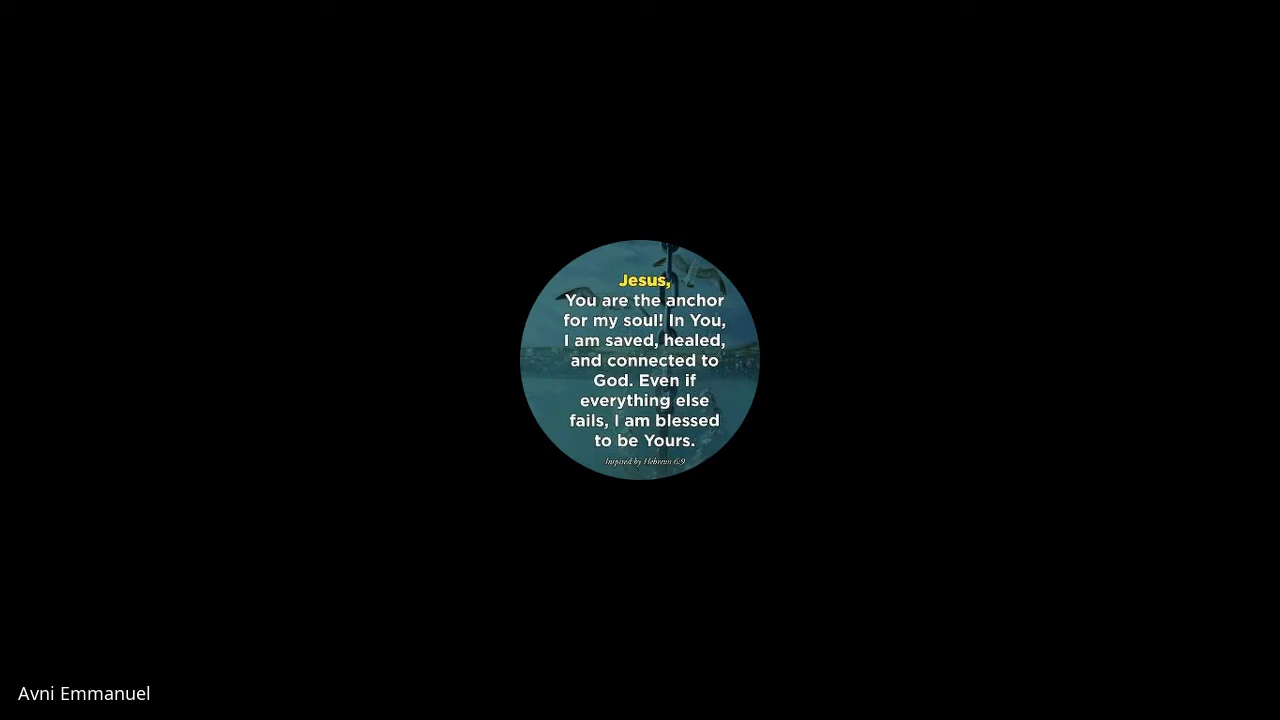 Jesus,
You are the anchor
for my soul! In You,
I am saved, healed,
and connected to
God. Even if
everything else
fails, I am blessed
to be Yours.
Inspired by Hebrews 6:9
Avni Emmanuel